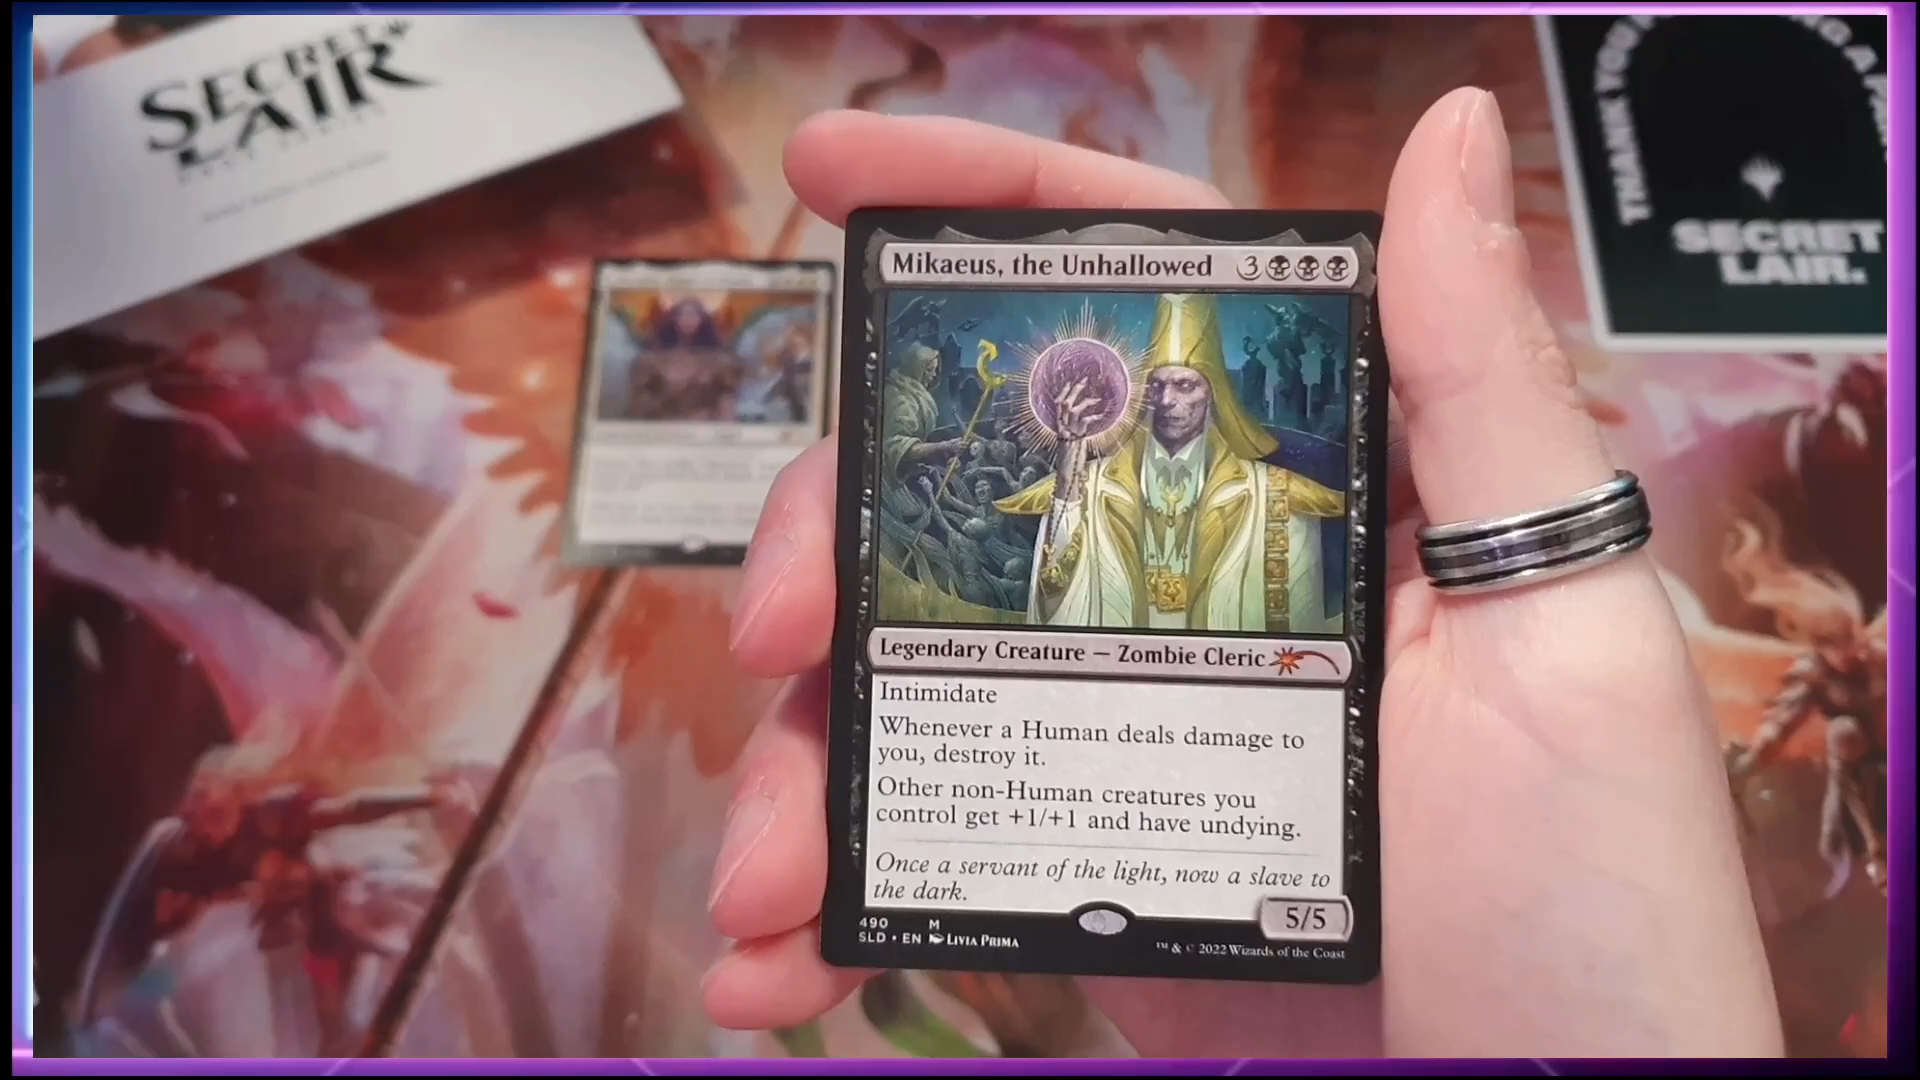 SECRET
LAIR
THANK YOU
SECRET
LAIR.
Mikaeus, the Unhallowed 3
Legendary Creature — Zombie Cleric
Intimidate
Whenever a Human deals damage to
you, destroy it.
Other non-Human creatures you
control get +1/+1 and have undying.
Once a servant of the light, now a slave to
the dark.
5/5
490 M
SLD • EN LIVIA PRIMA
™ & © 2022 Wizards of the Coast